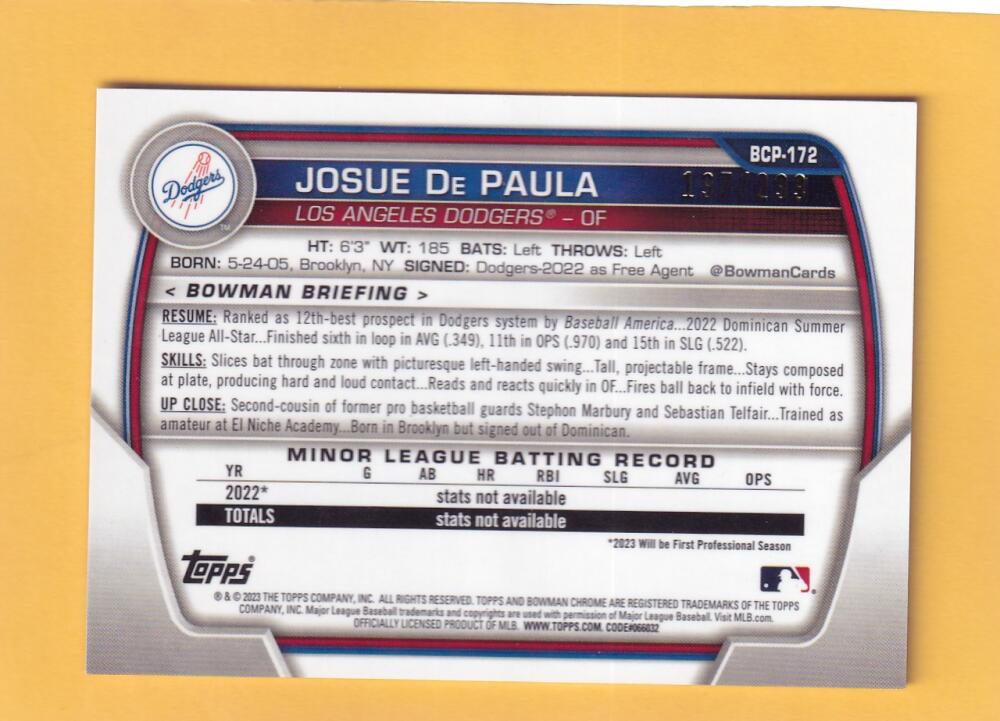 BCP-172
Dodgers
TM
JOSUE DE PAULA
LOS ANGELES DODGERS® – OF
HT: 6'3" WT: 185 BATS: Left THROWS: Left
BORN: 5-24-05, Brooklyn, NY SIGNED: Dodgers-2022 as Free Agent @BowmanCards
< BOWMAN BRIEFING >
RESUME: Ranked as 12th-best prospect in Dodgers system by Baseball America...2022 Dominican Summer
League All-Star...Finished sixth in loop in AVG (.349), 11th in OPS (.970) and 15th in SLG (.522).
SKILLS: Slices bat through zone with picturesque left-handed swing...Tall, projectable frame...Stays composed
at plate, producing hard and loud contact...Reads and reacts quickly in OF...Fires ball back to infield with force.
UP CLOSE: Second-cousin of former pro basketball guards Stephon Marbury and Sebastian Telfair...Trained as
amateur at El Niche Academy...Born in Brooklyn but signed out of Dominican.
MINOR LEAGUE BATTING RECORD
YR G AB HR RBI SLG AVG OPS
2022* stats not available
TOTALS stats not available
*2023 Will be First Professional Season
topps®
® & © 2023 THE TOPPS COMPANY, INC. ALL RIGHTS RESERVED. TOPPS AND BOWMAN CHROME ARE REGISTERED TRADEMARKS OF THE TOPPS
COMPANY, INC. Major League Baseball trademarks and copyrights are used with permission of Major League Baseball. Visit MLB.com.
OFFICIALLY LICENSED PRODUCT OF MLB. WWW.TOPPS.COM. CODE#066032